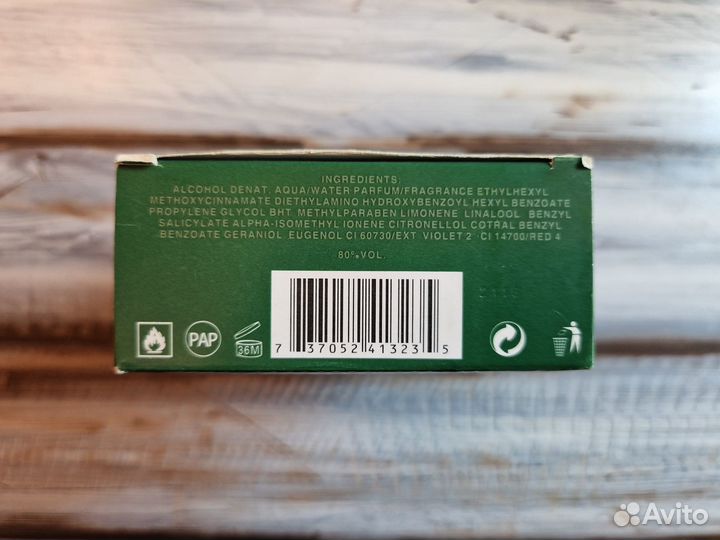 INGREDIENTS:
ALCOHOL DENAT. AQUA/WATER PARFUM/FRAGRANCE ETHYLHEXYL
METHOXYCINNAMATE DIETHYLAMINO HYDROXYBENZOYL HEXYL BENZOATE
PROPYLENE GLYCOL BHT METHYLPARABEN LIMONENE LINALOOL BENZYL
SALICYLATE ALPHA-ISOMETHYL IONENE CITRONELLOL COTRAL BENZYL
BENZOATE GERANIOL EUGENOL CI 60730/EXT VIOLET 2 CI 14700/RED 4
80%VOL.
PAP
36M
7 37052 41323 5
Avito